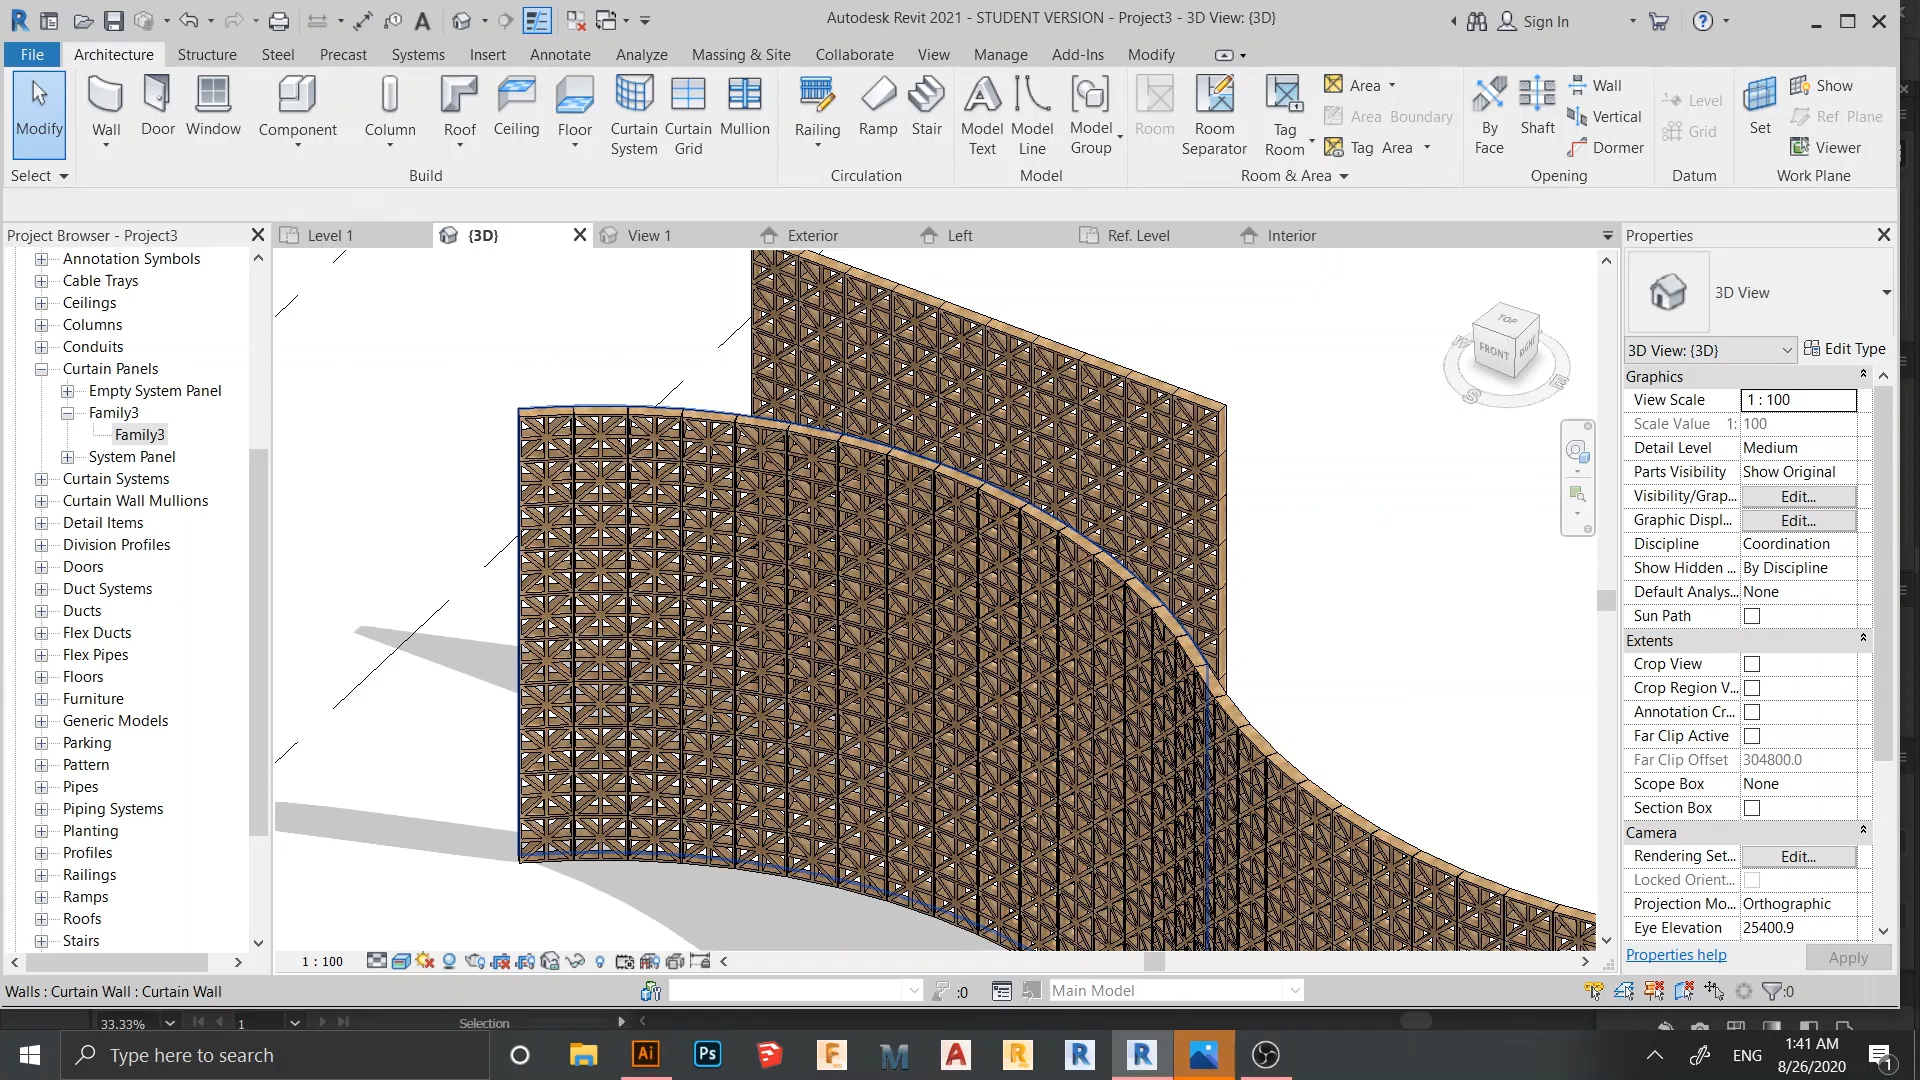 Autodesk Revit 2021 - STUDENT VERSION - Project3 - 3D View: {3D}
Sign In
File Architecture Structure Steel Precast Systems Insert Annotate Analyze Massing & Site Collaborate View Manage Add-Ins Modify
Modify Wall Door Window Component Column Roof Ceiling Floor Curtain System Curtain Grid Mullion Railing Ramp Stair Model Text Model Line Model Group Room Room Separator Tag Room
Area
Area Boundary
Tag Area
By Face
Shaft
Wall
Vertical
Dormer
Level
Grid
Set
Show
Ref Plane
Viewer
Select Build Circulation Model Room & Area Opening Datum Work Plane
Project Browser - Project3
Level 1 {3D} View 1 Exterior Left Ref. Level Interior
Properties
Annotation Symbols
Cable Trays
Ceilings
Columns
Conduits
Curtain Panels
Empty System Panel
Family3
Family3
System Panel
Curtain Systems
Curtain Wall Mullions
Detail Items
Division Profiles
Doors
Duct Systems
Ducts
Flex Ducts
Flex Pipes
Floors
Furniture
Generic Models
Parking
Pattern
Pipes
Piping Systems
Planting
Profiles
Railings
Ramps
Roofs
Stairs
TOP
FRONT
RIGHT
W
S
E
3D View
3D View: {3D} Edit Type
Graphics
View Scale 1 : 100
Scale Value 1: 100
Detail Level Medium
Parts Visibility Show Original
Visibility/Grap... Edit...
Graphic Displ... Edit...
Discipline Coordination
Show Hidden ... By Discipline
Default Analys... None
Sun Path
Extents
Crop View
Crop Region V...
Annotation Cr...
Far Clip Active
Far Clip Offset 304800.0
Scope Box None
Section Box
Camera
Rendering Set... Edit...
Locked Orient...
Projection Mo... Orthographic
Eye Elevation 25400.9
Properties help Apply
1 : 100
Walls : Curtain Wall : Curtain Wall
:0
Main Model
:0
33.33% 1 Selection
Type here to search
Ai
Ps
F
M
A
R
R
R
ENG
1:41 AM
8/26/2020
1